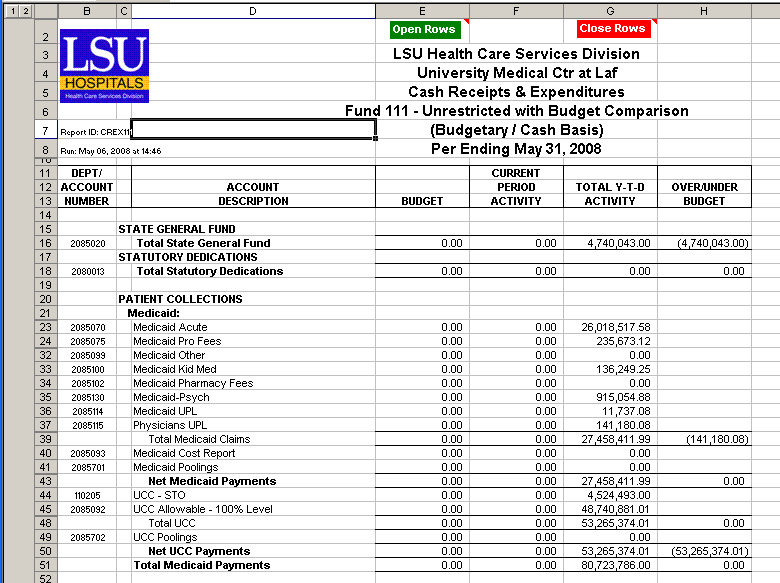 1 2 B C D E F G H
2 Open Rows Close Rows
LSU
HOSPITALS
Health Care Services Division
3 LSU Health Care Services Division
4 University Medical Ctr at Laf
5 Cash Receipts & Expenditures
6 Fund 111 - Unrestricted with Budget Comparison
7 Report ID: CREX11 (Budgetary / Cash Basis)
8 Run: May 06, 2008 at 14:46 Per Ending May 31, 2008
10
11 DEPT/ CURRENT
12 ACCOUNT ACCOUNT PERIOD TOTAL Y-T-D OVER/UNDER
13 NUMBER DESCRIPTION BUDGET ACTIVITY ACTIVITY BUDGET
14
15 STATE GENERAL FUND
16 2085020 Total State General Fund 0.00 0.00 4,740,043.00 (4,740,043.00)
17 STATUTORY DEDICATIONS
18 2080013 Total Statutory Dedications 0.00 0.00 0.00 0.00
19
20 PATIENT COLLECTIONS
21 Medicaid:
23 2085070 Medicaid Acute 0.00 0.00 26,018,517.58
24 2085075 Medicaid Pro Fees 0.00 0.00 235,673.12
32 2085099 Medicaid Other 0.00 0.00 0.00
33 2085100 Medicaid Kid Med 0.00 0.00 136,249.25
34 2085102 Medicaid Pharmacy Fees 0.00 0.00 0.00
35 2085130 Medicaid-Psych 0.00 0.00 915,054.88
36 2085114 Medicaid UPL 0.00 0.00 11,737.08
37 2085115 Physicians UPL 0.00 0.00 141,180.08
39 Total Medicaid Claims 0.00 0.00 27,458,411.99 (141,180.08)
40 2085093 Medicaid Cost Report 0.00 0.00 0.00
41 2085701 Medicaid Poolings 0.00 0.00 0.00
43 Net Medicaid Payments 0.00 0.00 27,458,411.99 0.00
44 110205 UCC - STO 0.00 0.00 4,524,493.00
45 2085092 UCC Allowable - 100% Level 0.00 0.00 48,740,881.01
48 Total UCC 0.00 0.00 53,265,374.01 0.00
49 2085702 UCC Poolings 0.00 0.00 0.00
50 Net UCC Payments 0.00 0.00 53,265,374.01 (53,265,374.01)
51 Total Medicaid Payments 0.00 0.00 80,723,786.00 0.00
52